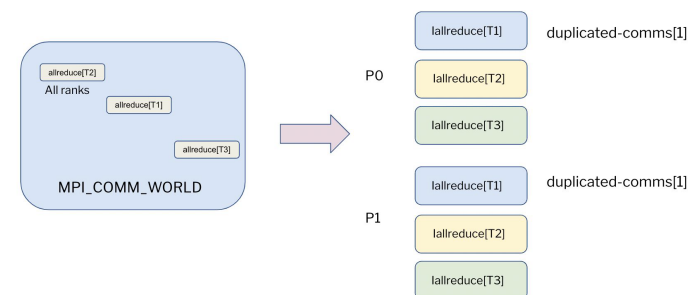 allreduce[T2]
All ranks
allreduce[T1]
allreduce[T3]
MPI_COMM_WORLD
P0
Iallreduce[T1]
duplicated-comms[1]
Iallreduce[T2]
Iallreduce[T3]
P1
Iallreduce[T1]
duplicated-comms[1]
Iallreduce[T2]
Iallreduce[T3]